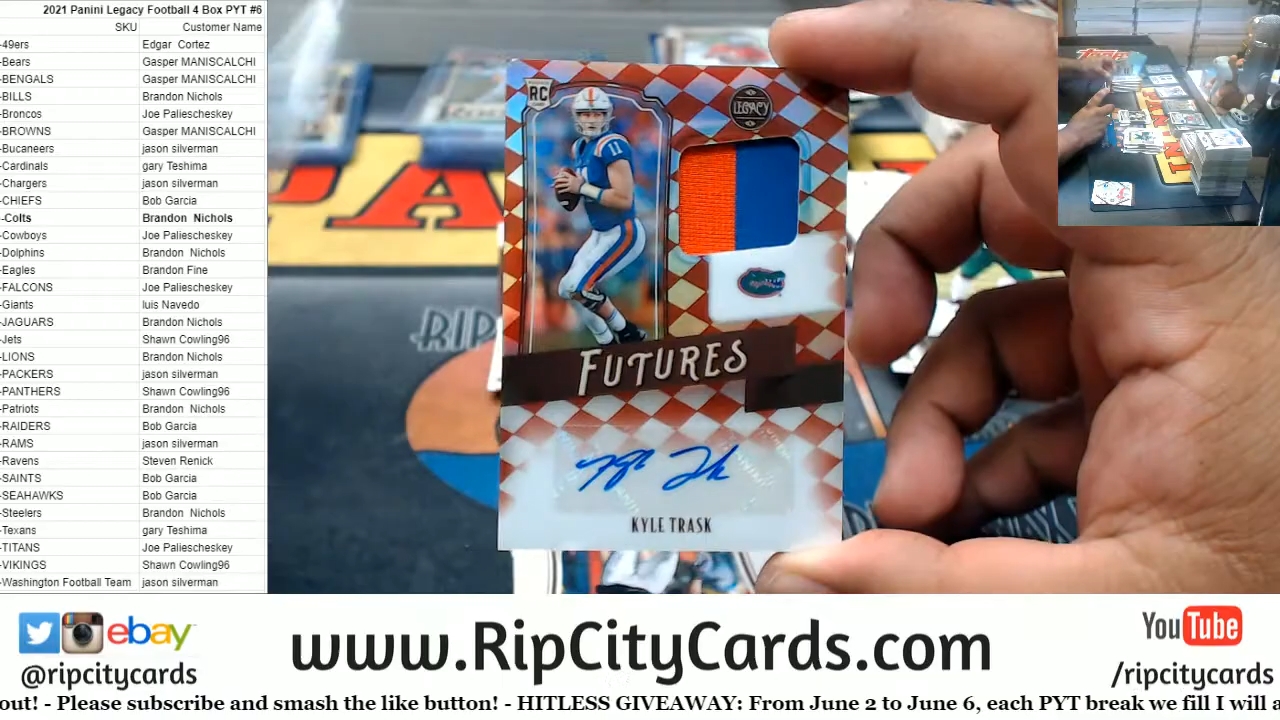 2021 Panini Legacy Football 4 Box PYT #6
SKU Customer Name
-49ers Edgar Cortez
-Bears Gasper MANISCALCHI
-BENGALS Gasper MANISCALCHI
-BILLS Brandon Nichols
-Broncos Joe Paliescheskey
-BROWNS Gasper MANISCALCHI
-Bucaneers jason silverman
-Cardinals gary Teshima
-Chargers jason silverman
-CHIEFS Bob Garcia
-Colts Brandon Nichols
-Cowboys Joe Paliescheskey
-Dolphins Brandon Nichols
-Eagles Brandon Fine
-FALCONS Joe Paliescheskey
-Giants luis Navedo
-JAGUARS Brandon Nichols
-Jets Shawn Cowling96
-LIONS Brandon Nichols
-PACKERS jason silverman
-PANTHERS Shawn Cowling96
-Patriots Brandon Nichols
-RAIDERS Bob Garcia
-RAMS jason silverman
-Ravens Steven Renick
-SAINTS Bob Garcia
-SEAHAWKS Bob Garcia
-Steelers Brandon Nichols
-Texans gary Teshima
-TITANS Joe Paliescheskey
-VIKINGS Shawn Cowling96
-Washington Football Team jason silverman
RC
LEGACY
11
FUTURES
KYLE TRASK
RIP
ebay
@ripcitycards
www.RipCityCards.com
YouTube
/ripcitycards
out! - Please subscribe and smash the like button! - HITLESS GIVEAWAY: From June 2 to June 6, each PYT break we fill I will a